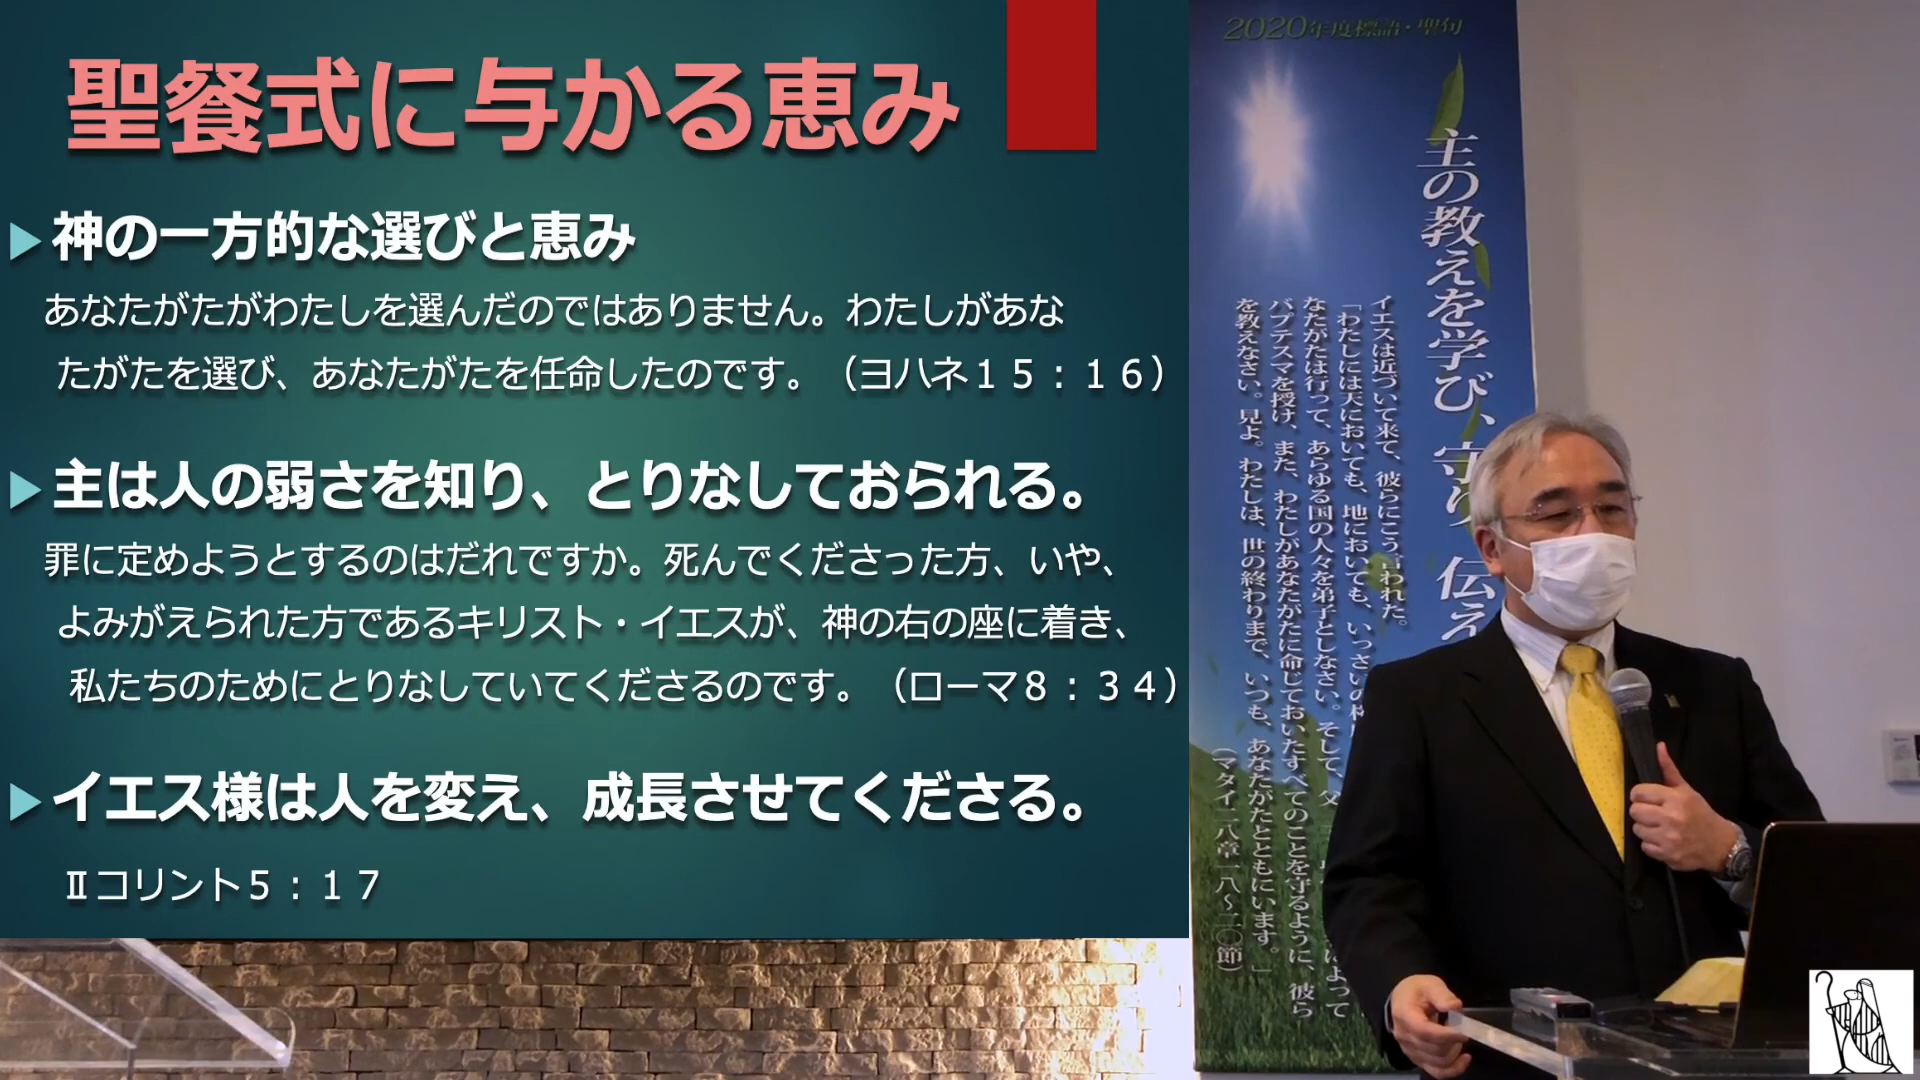 聖餐式に与かる恵み
神の一方的な選びと恵み
あなたがたがわたしを選んだのではありません。わたしがあな
たがたを選び、あなたがたを任命したのです。（ヨハネ１５：１６）
主は人の弱さを知り、とりなしておられる。
罪に定めようとするのはだれですか。死んでくださった方、いや、
よみがえられた方であるキリスト・イエスが、神の右の座に着き、
私たちのためにとりなしていてくださるのです。（ローマ８：３４）
イエス様は人を変え、成長させてくださる。
Ⅱコリント５：１７
2020年度標語・聖句
主の教えを学び、守り 伝え
イエスは近づいて来て、彼らにこう言われた。
「わたしには天においても、地においても、いっさいの
なたがたは行って、あらゆる国の人々を弟子としなさい。そして、父
バプテスマを授け、また、わたしがあなたがたに命じておいたすべてのことを守るように、彼ら
を教えなさい。見よ。わたしは、世の終わりまで、いつも、あなたがたとともにいます。」
（マタイ二八章一八～二〇節）